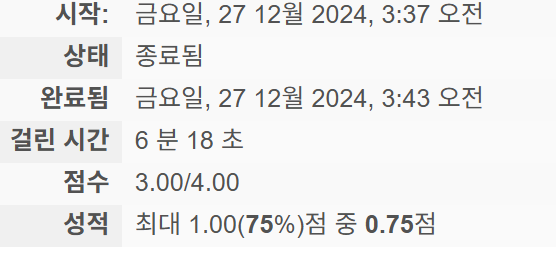 시작: 금요일, 27 12월 2024, 3:37 오전
상태 종료됨
완료됨 금요일, 27 12월 2024, 3:43 오전
걸린 시간 6 분 18 초
점수 3.00/4.00
성적 최대 1.00(75%)점 중 0.75점